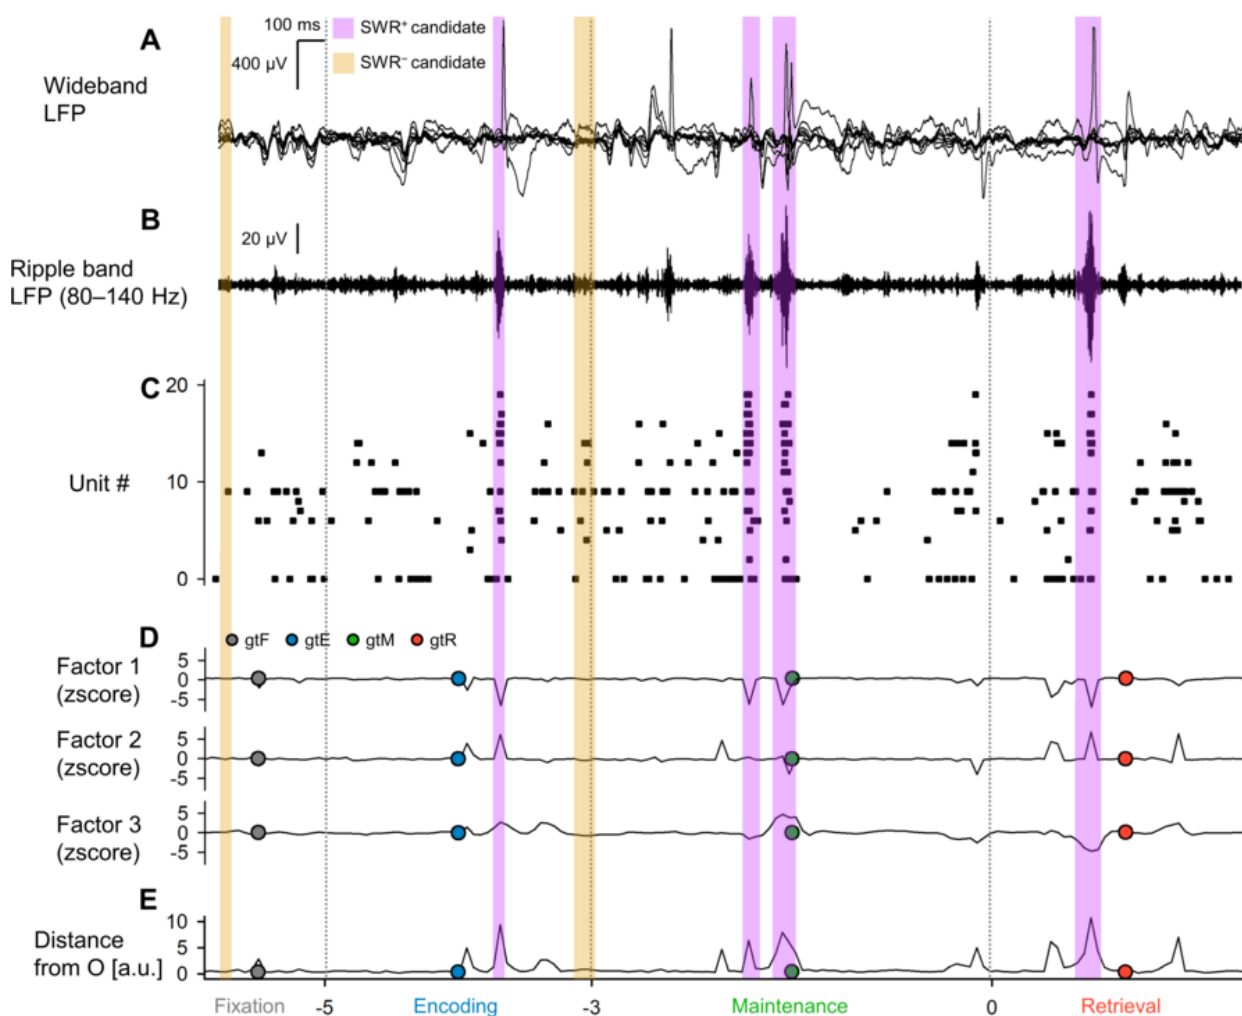 A
100 ms
400 µV
SWR⁺ candidate
SWR⁻ candidate
Wideband
LFP
B
20 µV
Ripple band
LFP (80–140 Hz)
C
20
10
0
Unit #
D
gtF gtE gtM gtR
Factor 1
(zscore)
5
0
-5
Factor 2
(zscore)
5
0
-5
Factor 3
(zscore)
5
0
-5
E
Distance
from O [a.u.]
10
5
0
Fixation -5 Encoding -3 Maintenance 0 Retrieval